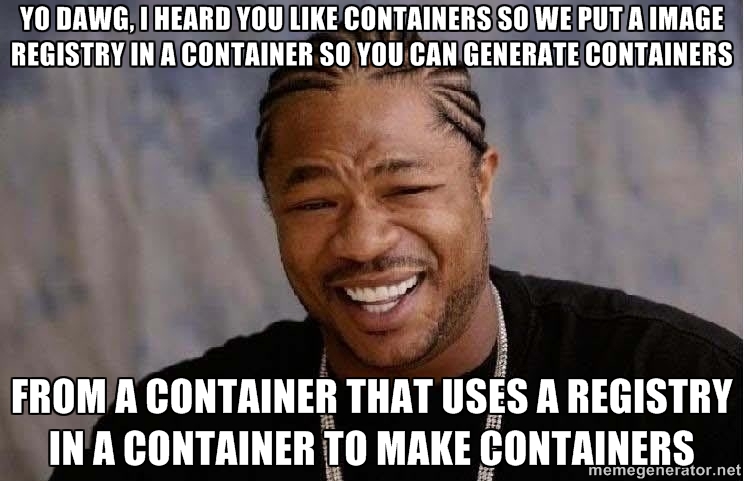 YO DAWG, I HEARD YOU LIKE CONTAINERS SO WE PUT A IMAGE
REGISTRY IN A CONTAINER SO YOU CAN GENERATE CONTAINERS
FROM A CONTAINER THAT USES A REGISTRY
IN A CONTAINER TO MAKE CONTAINERS
memegenerator.net